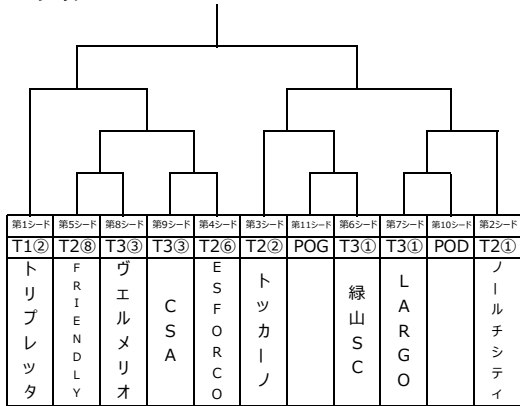 第1シード 第5シード 第8シード 第9シード 第4シード 第3シード 第11シード 第6シード 第7シード 第10シード 第2シード
T1② T2⑧ T3③ T3③ T2⑥ T2② POG T3① T3① POD T2①
トリプレッタ
FRIENDLY
ヴェルメリオ
CSA
ESFORCO
トッカーノ
緑山SC
LARGO
ノールチシティ